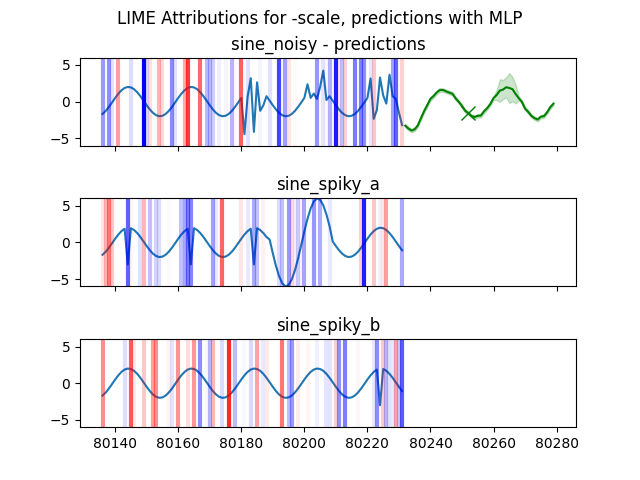 LIME Attributions for -scale, predictions with MLP
sine_noisy - predictions
5
0
−5
sine_spiky_a
5
0
−5
sine_spiky_b
5
0
−5
80140 80160 80180 80200 80220 80240 80260 80280